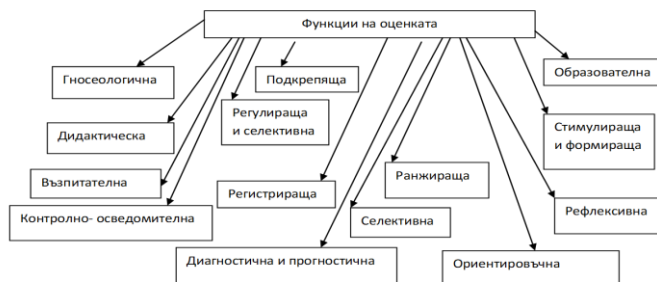 Функции на оценката
Гносеологична
Подкрепяща
Образователна
Регулираща
и селективна
Дидактическа
Стимулираща
и формираща
Възпитателна
Регистрираща
Ранжираща
Контролно- осведомителна
Селективна
Рефлексивна
Диагностична и прогностична
Ориентировъчна